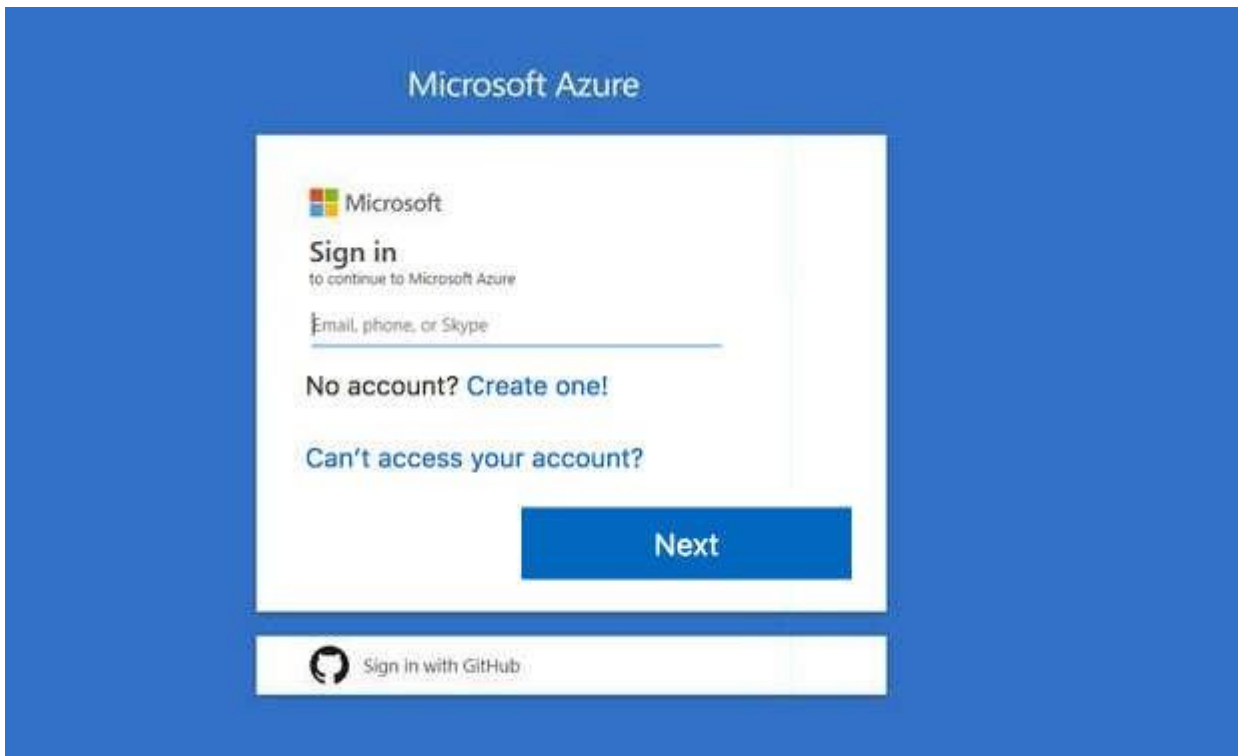 Microsoft Azure
Microsoft
Sign in
to continue to Microsoft Azure
Email, phone, or Skype
No account? Create one!
Can't access your account?
Next
Sign in with GitHub